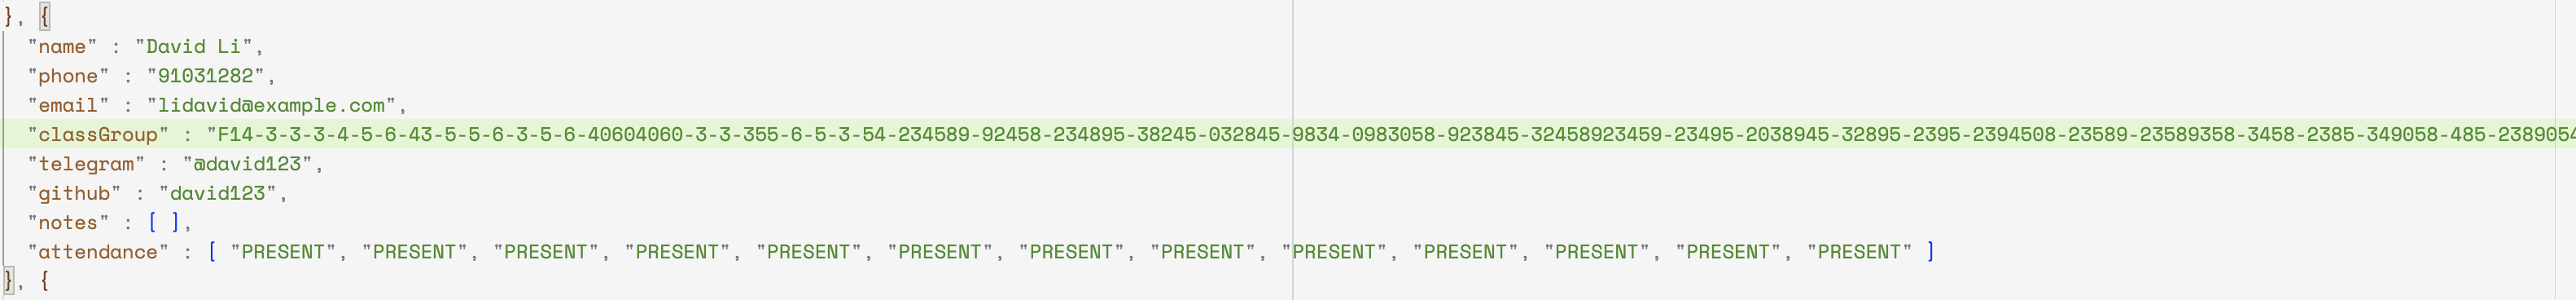 }, {
"name" : "David Li",
"phone" : "91031282",
"email" : "lidavid@example.com",
"classGroup" : "F14-3-3-3-4-5-6-43-5-5-6-3-5-6-40604060-3-3-355-6-5-3-54-234589-92458-234895-38245-032845-9834-0983058-923845-32458923459-23495-2038945-32895-2395-2394508-23589-23589358-3458-2385-349058-485-2389054
"telegram" : "@david123",
"github" : "david123",
"notes" : [ ],
"attendance" : [ "PRESENT", "PRESENT", "PRESENT", "PRESENT", "PRESENT", "PRESENT", "PRESENT", "PRESENT", "PRESENT", "PRESENT", "PRESENT", "PRESENT", "PRESENT" ]
}, {